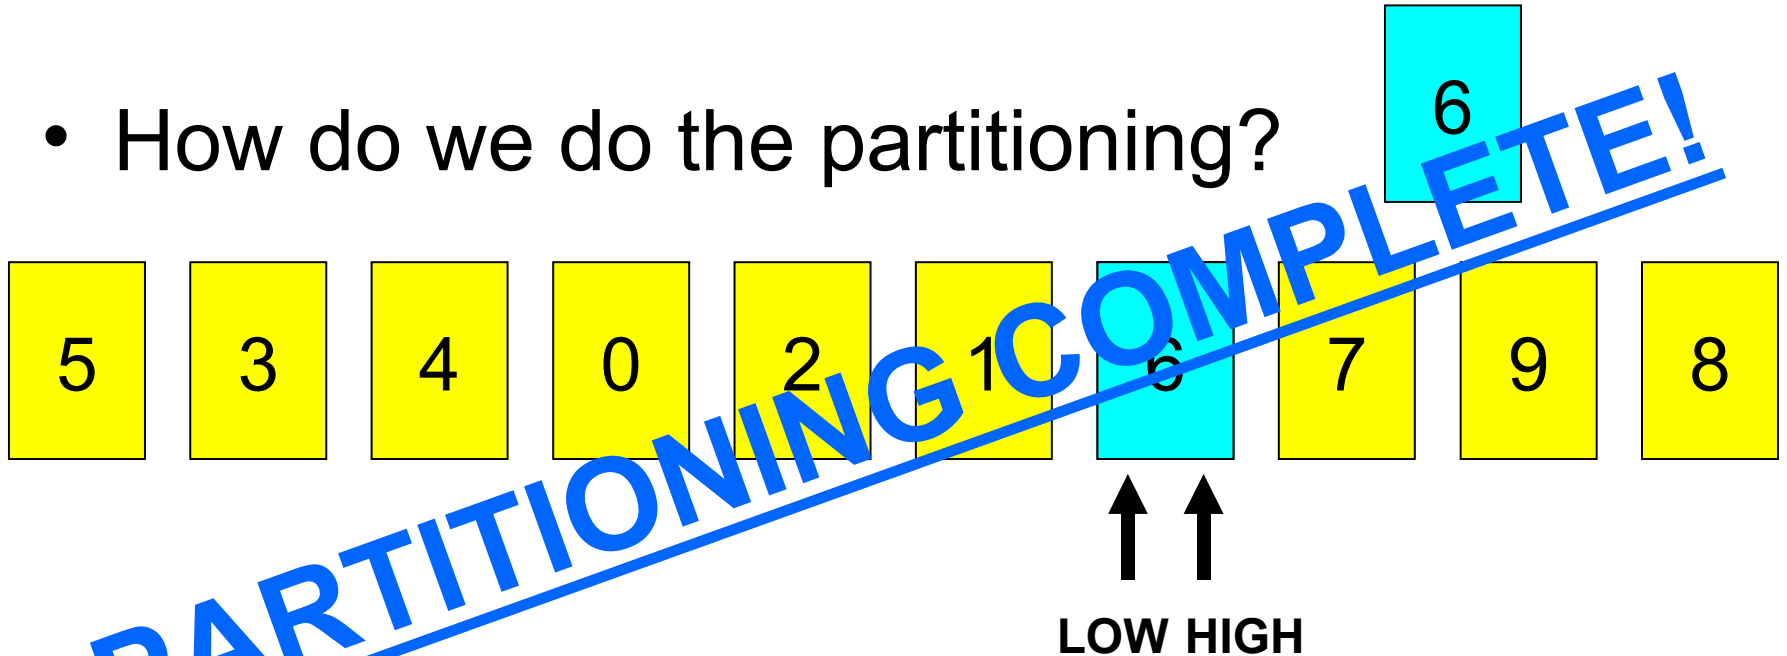 6
• How do we do the partitioning?
5 3 4 0 2 1 6 7 9 8
PARTITIONING COMPLETE!
LOW HIGH